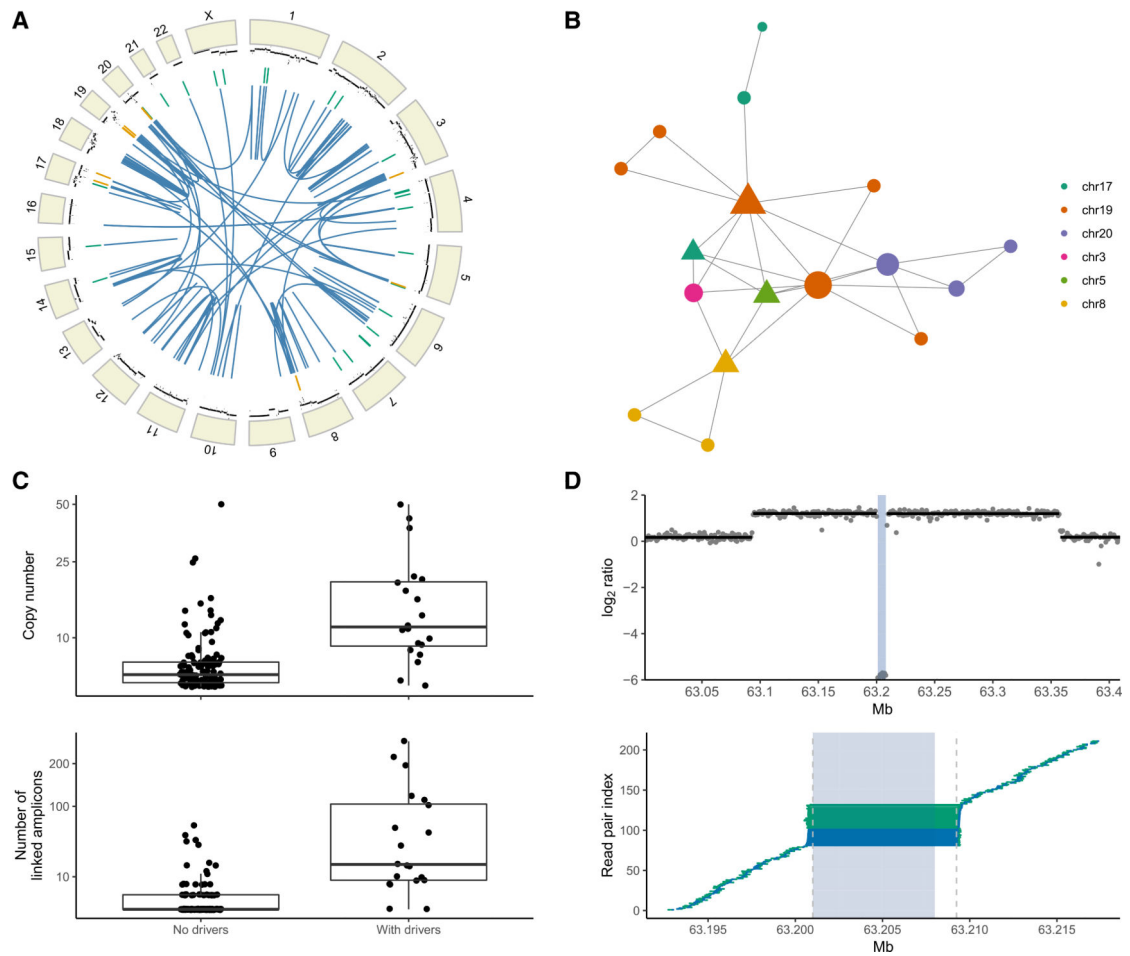 A
1
2
3
4
5
6
7
8
9
10
11
12
13
14
15
16
17
18
19
20
21
22
X
B
chr17
chr19
chr20
chr3
chr5
chr8
C
Copy number
50
25
10
Number of
linked amplicons
200
100
10
No drivers
With drivers
D
log2 ratio
2
0
−2
−4
−6
63.05
63.1
63.15
63.2
63.25
63.3
63.35
63.4
Mb
Read pair index
200
150
100
50
0
63.195
63.200
63.205
63.210
63.215
Mb